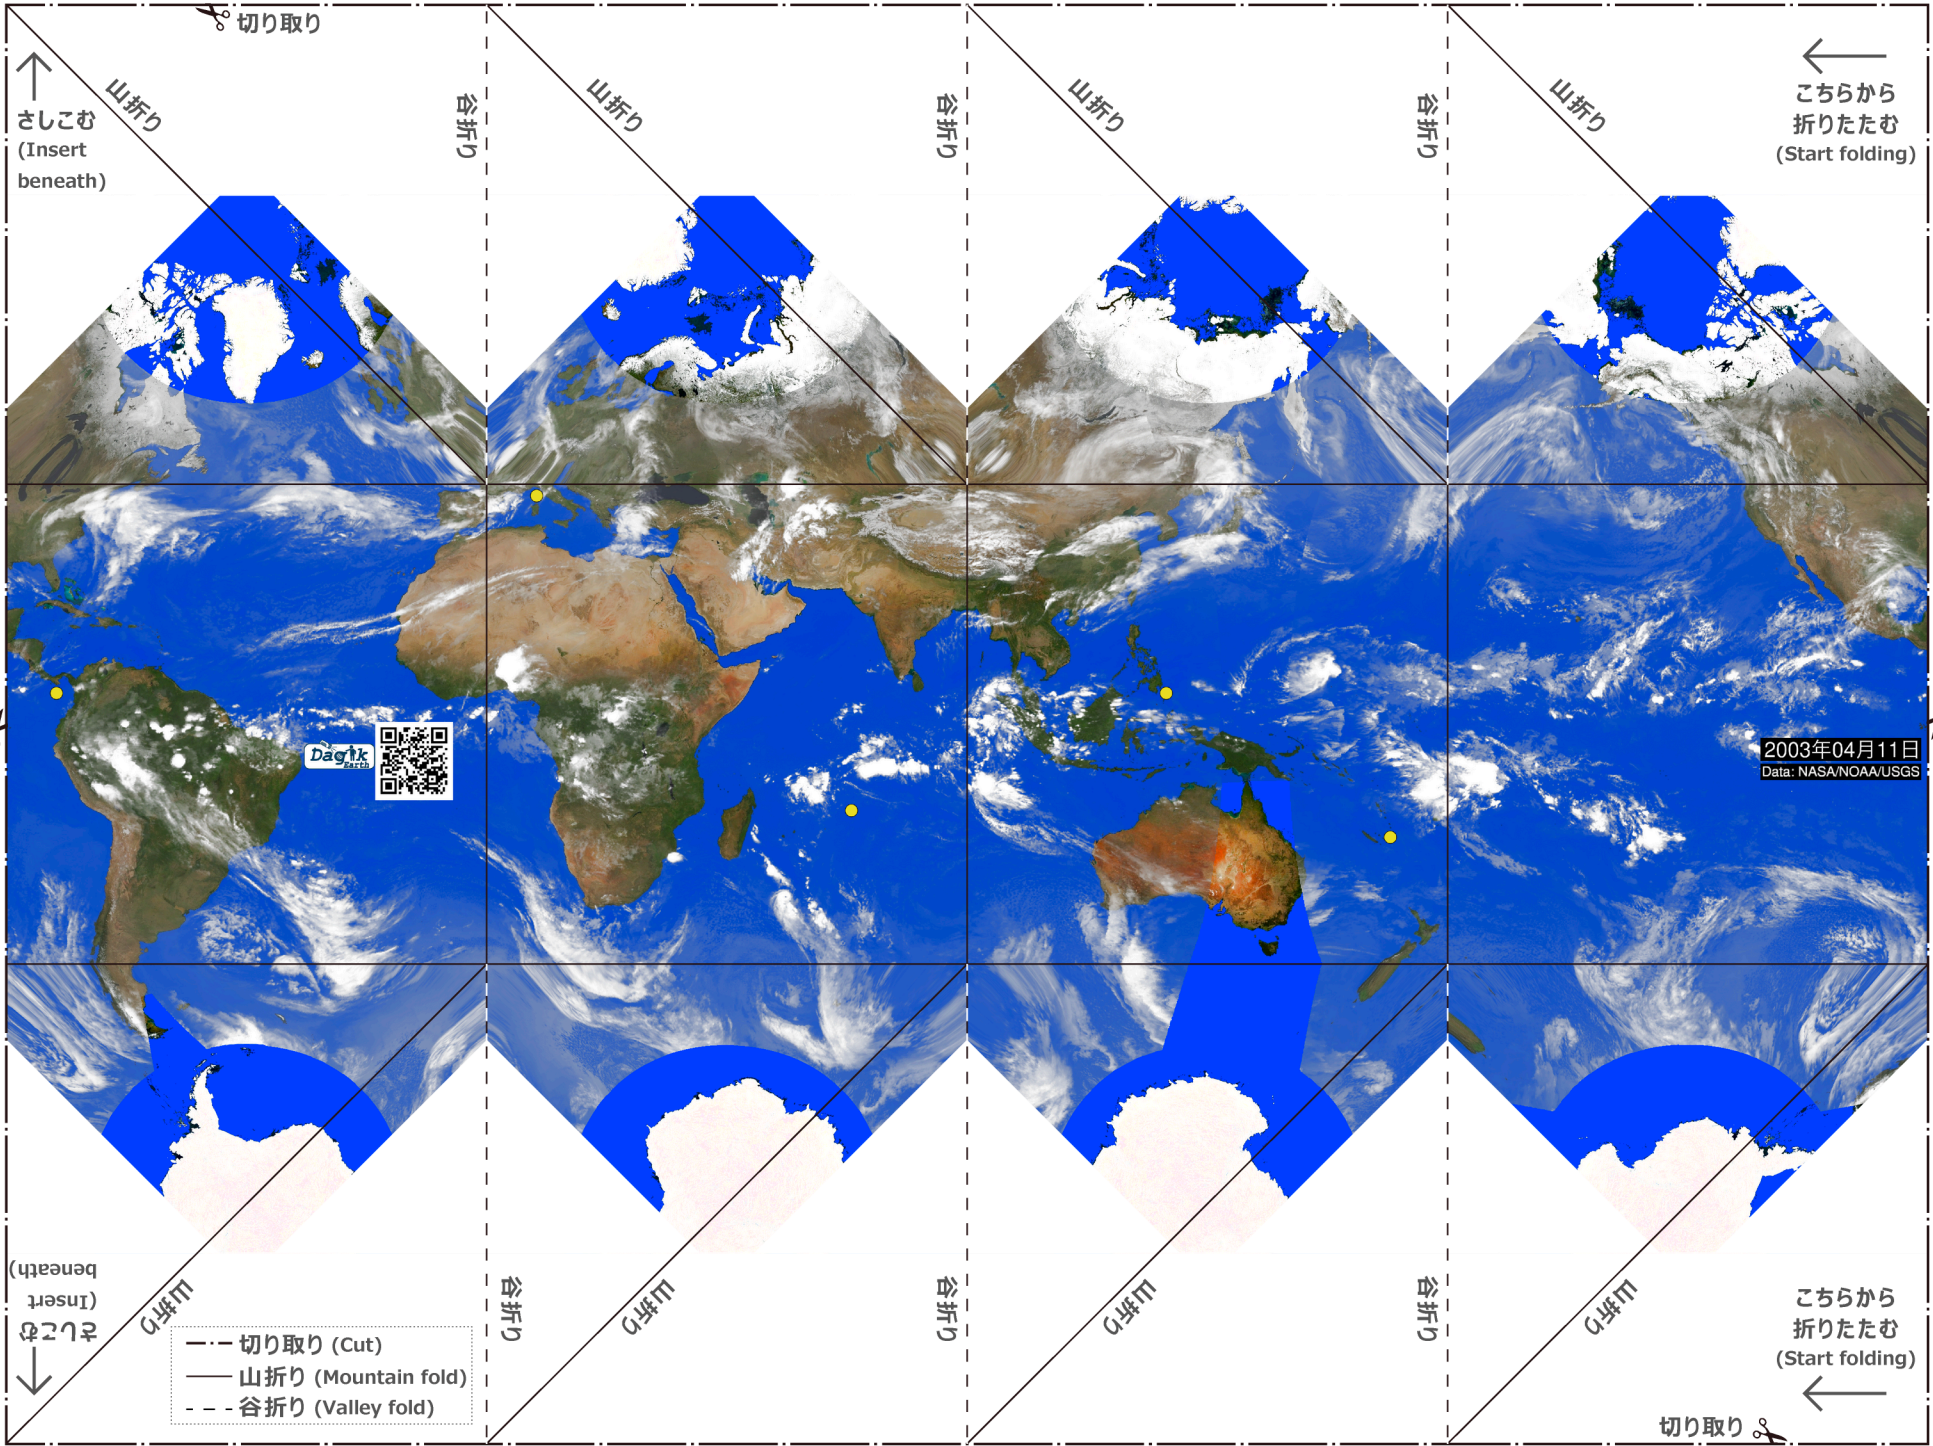 切り取り
山折り
谷折り
山折り
谷折り
山折り
谷折り
山折り
さしこむ
(Insert
beneath)
こちらから
折りたたむ
(Start folding)
Dagik
Earth
2003年04月11日
Data: NASA/NOAA/USGS
さしこむ
(Insert
beneath)
山折り
谷折り
山折り
谷折り
山折り
谷折り
山折り
切り取り (Cut)
山折り (Mountain fold)
谷折り (Valley fold)
こちらから
折りたたむ
(Start folding)
切り取り